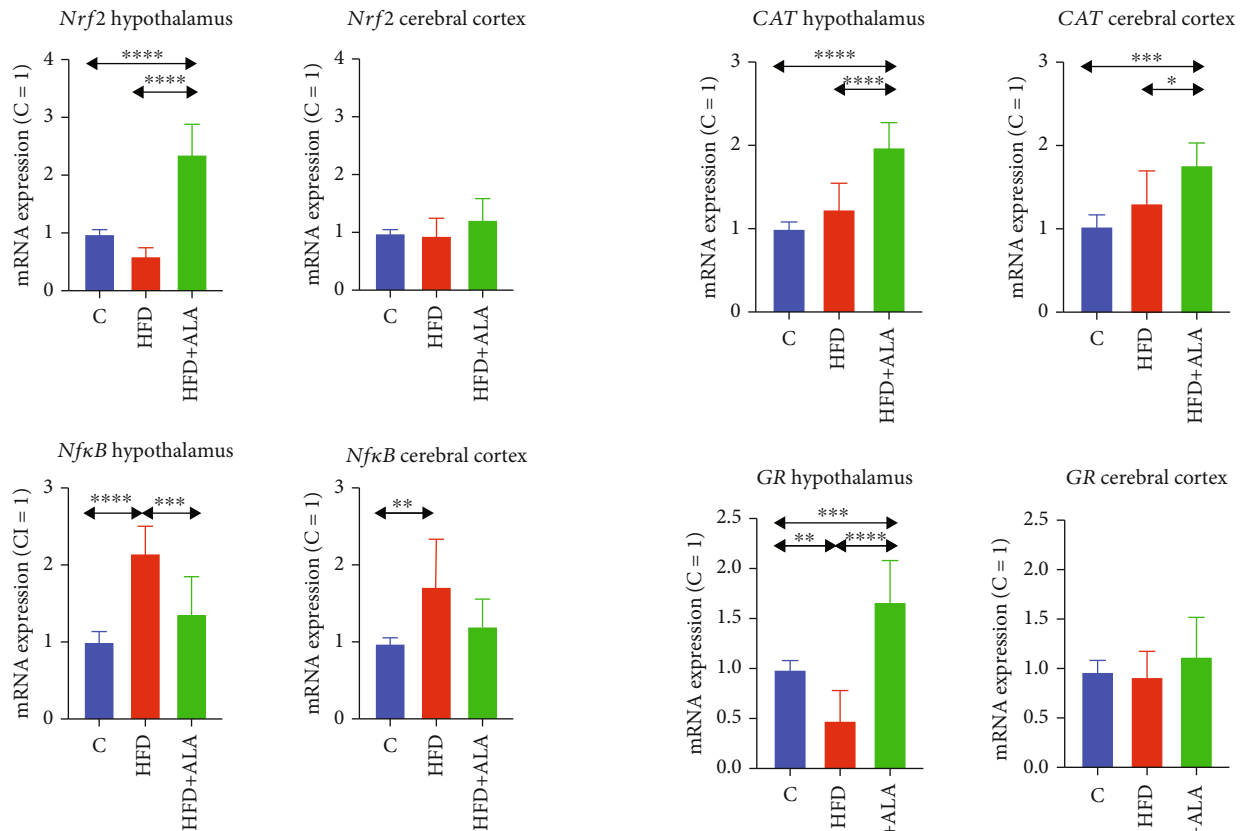 Nrf2 hypothalamus
mRNA expression (C = 1)
4
3
2
1
0
****
****
C
HFD
HFD+ALA
Nrf2 cerebral cortex
mRNA expression (C = 1)
4
3
2
1
0
C
HFD
HFD+ALA
CAT hypothalamus
mRNA expression (C = 1)
3
2
1
0
****
****
C
HFD
HFD+ALA
CAT cerebral cortex
mRNA expression (C = 1)
3
2
1
0
***
*
C
HFD
HFD+ALA
NfκB hypothalamus
mRNA expression (CI = 1)
3
2
1
0
****
***
C
HFD
HFD+ALA
NfκB cerebral cortex
mRNA expression (C = 1)
3
2
1
0
**
C
HFD
HFD+ALA
GR hypothalamus
mRNA expression (C = 1)
2.5
2.0
1.5
1.0
0.5
0.0
***
**
****
C
HFD
+ALA
GR cerebral cortex
mRNA expression (C = 1)
2.5
2.0
1.5
1.0
0.5
0.0
C
HFD
+ALA